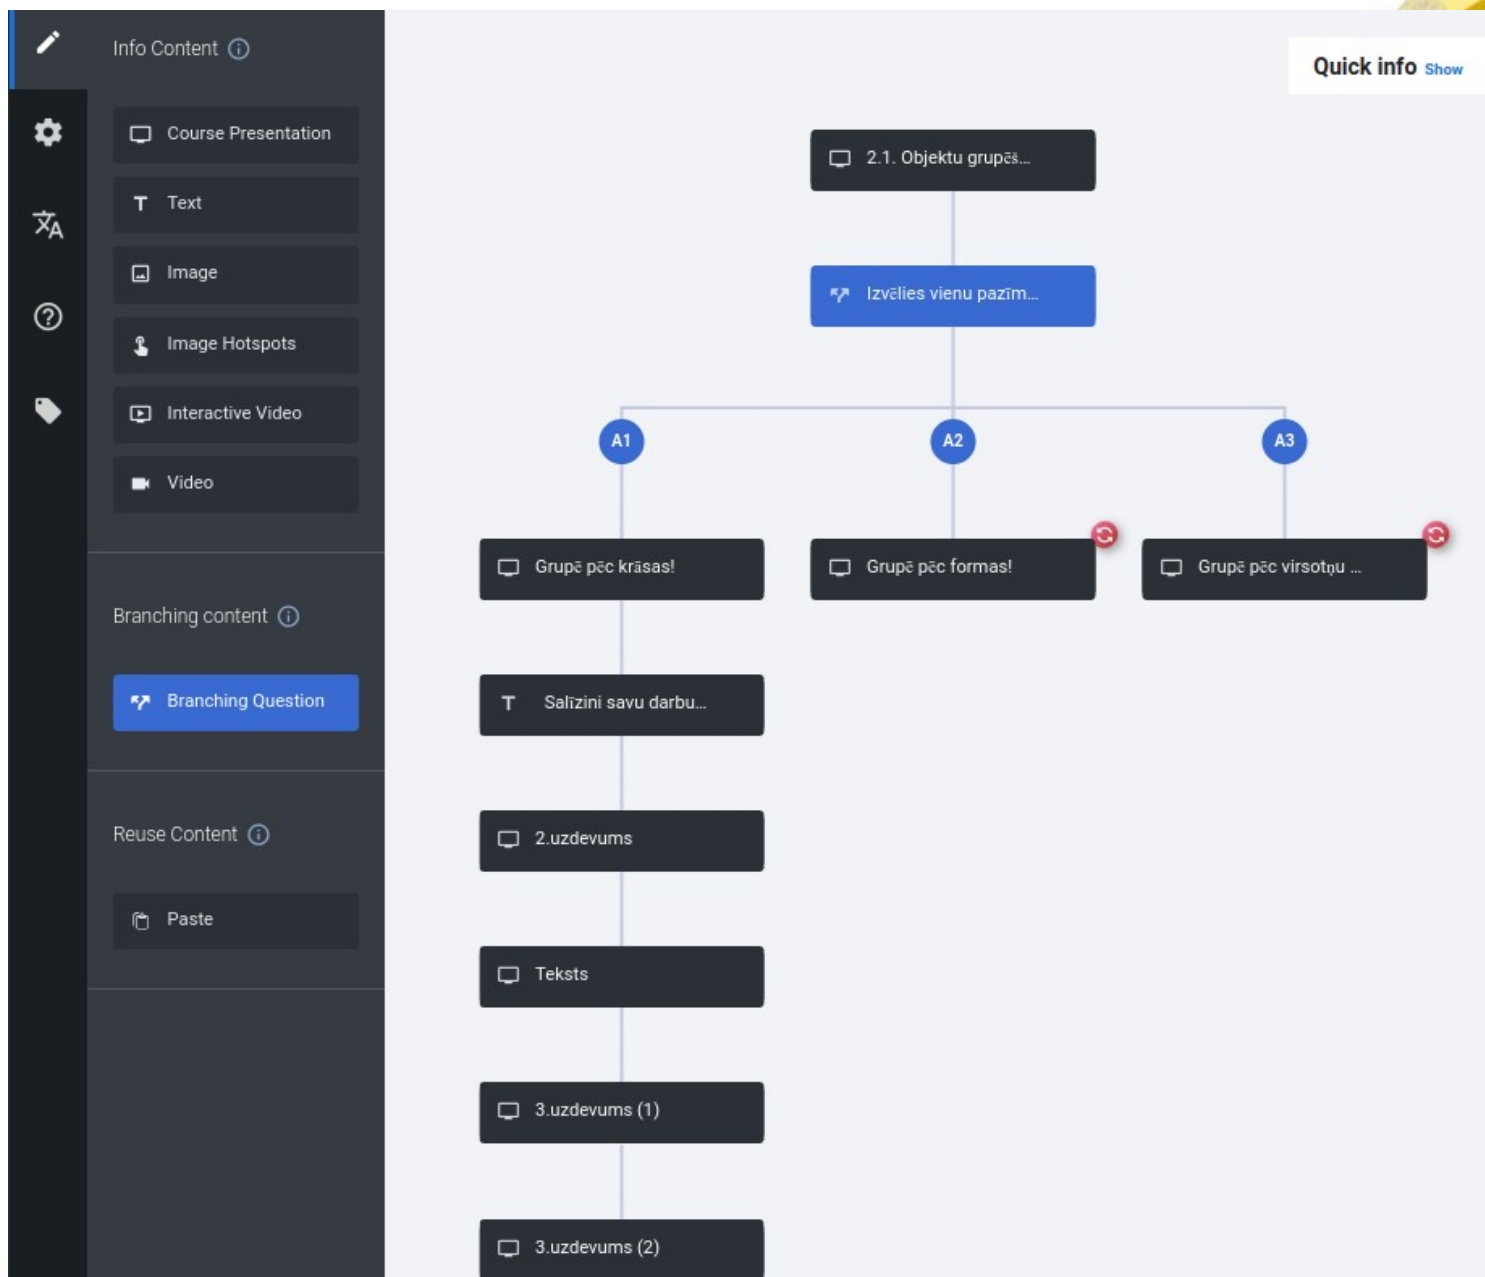 Info Content
Course Presentation
Text
Image
Image Hotspots
Interactive Video
Video
Branching content
Branching Question
Reuse Content
Paste
Quick info Show
2.1. Objektu grupēš...
Izvēlies vienu pazīm...
A1
A2
A3
Grupē pēc krāsas!
Grupē pēc formas!
Grupē pēc virsotņu ...
Salīzini savu darbu...
2.uzdevums
Teksts
3.uzdevums (1)
3.uzdevums (2)